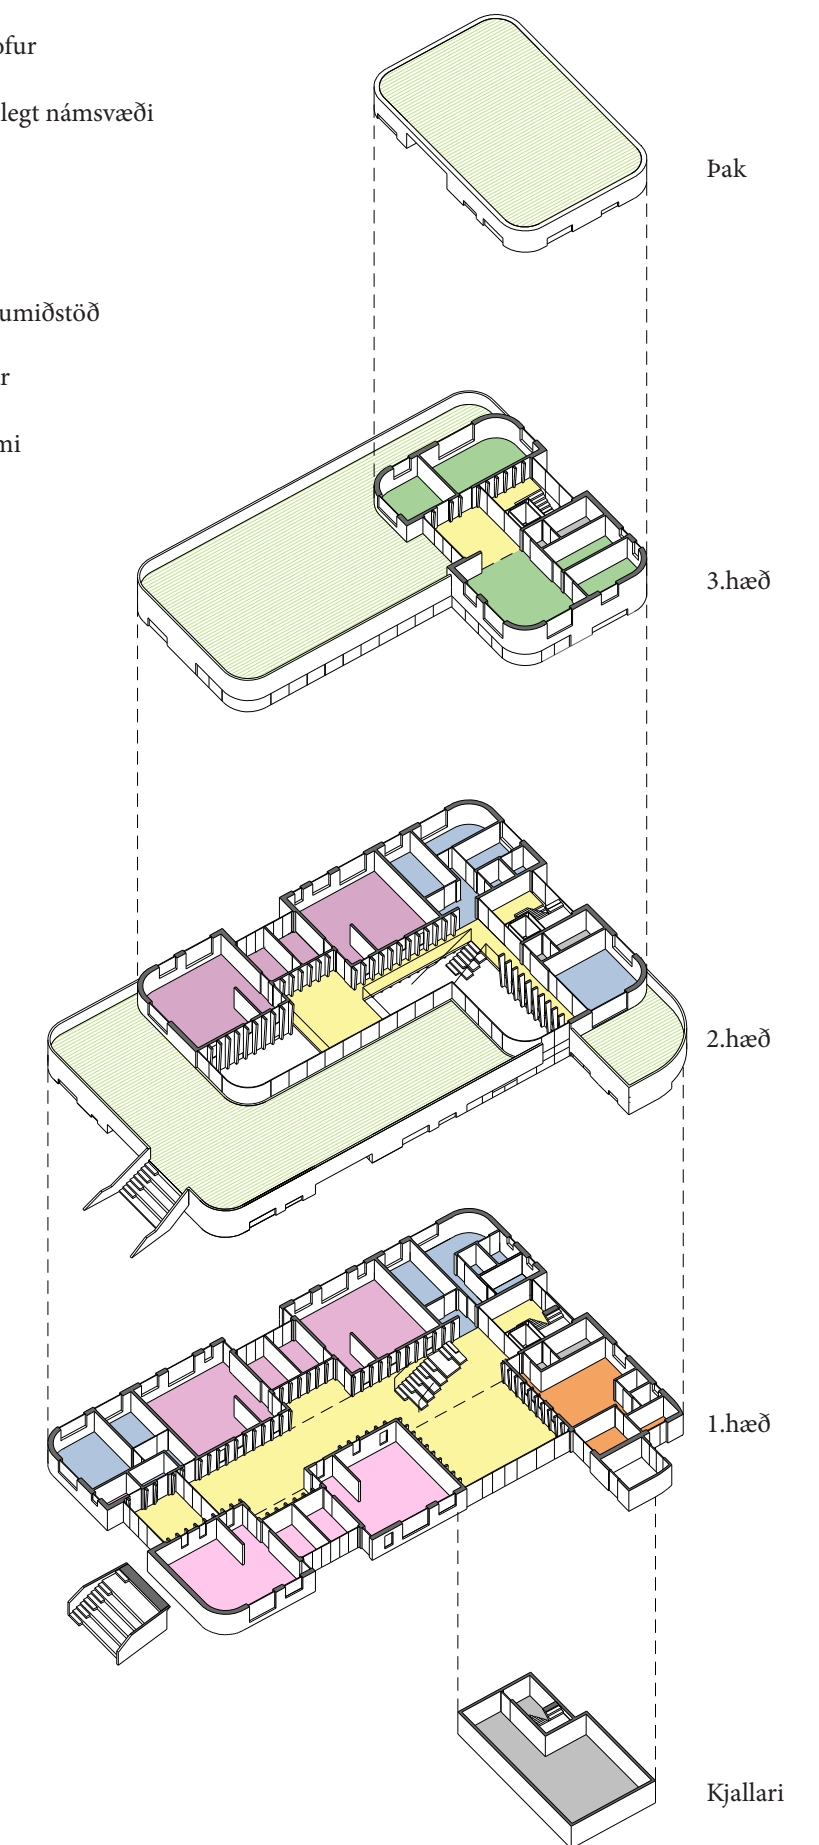 ofur
legt námsvæði
Þak
umiðstöð
r
mi
3.hæð
2.hæð
1.hæð
Kjallari